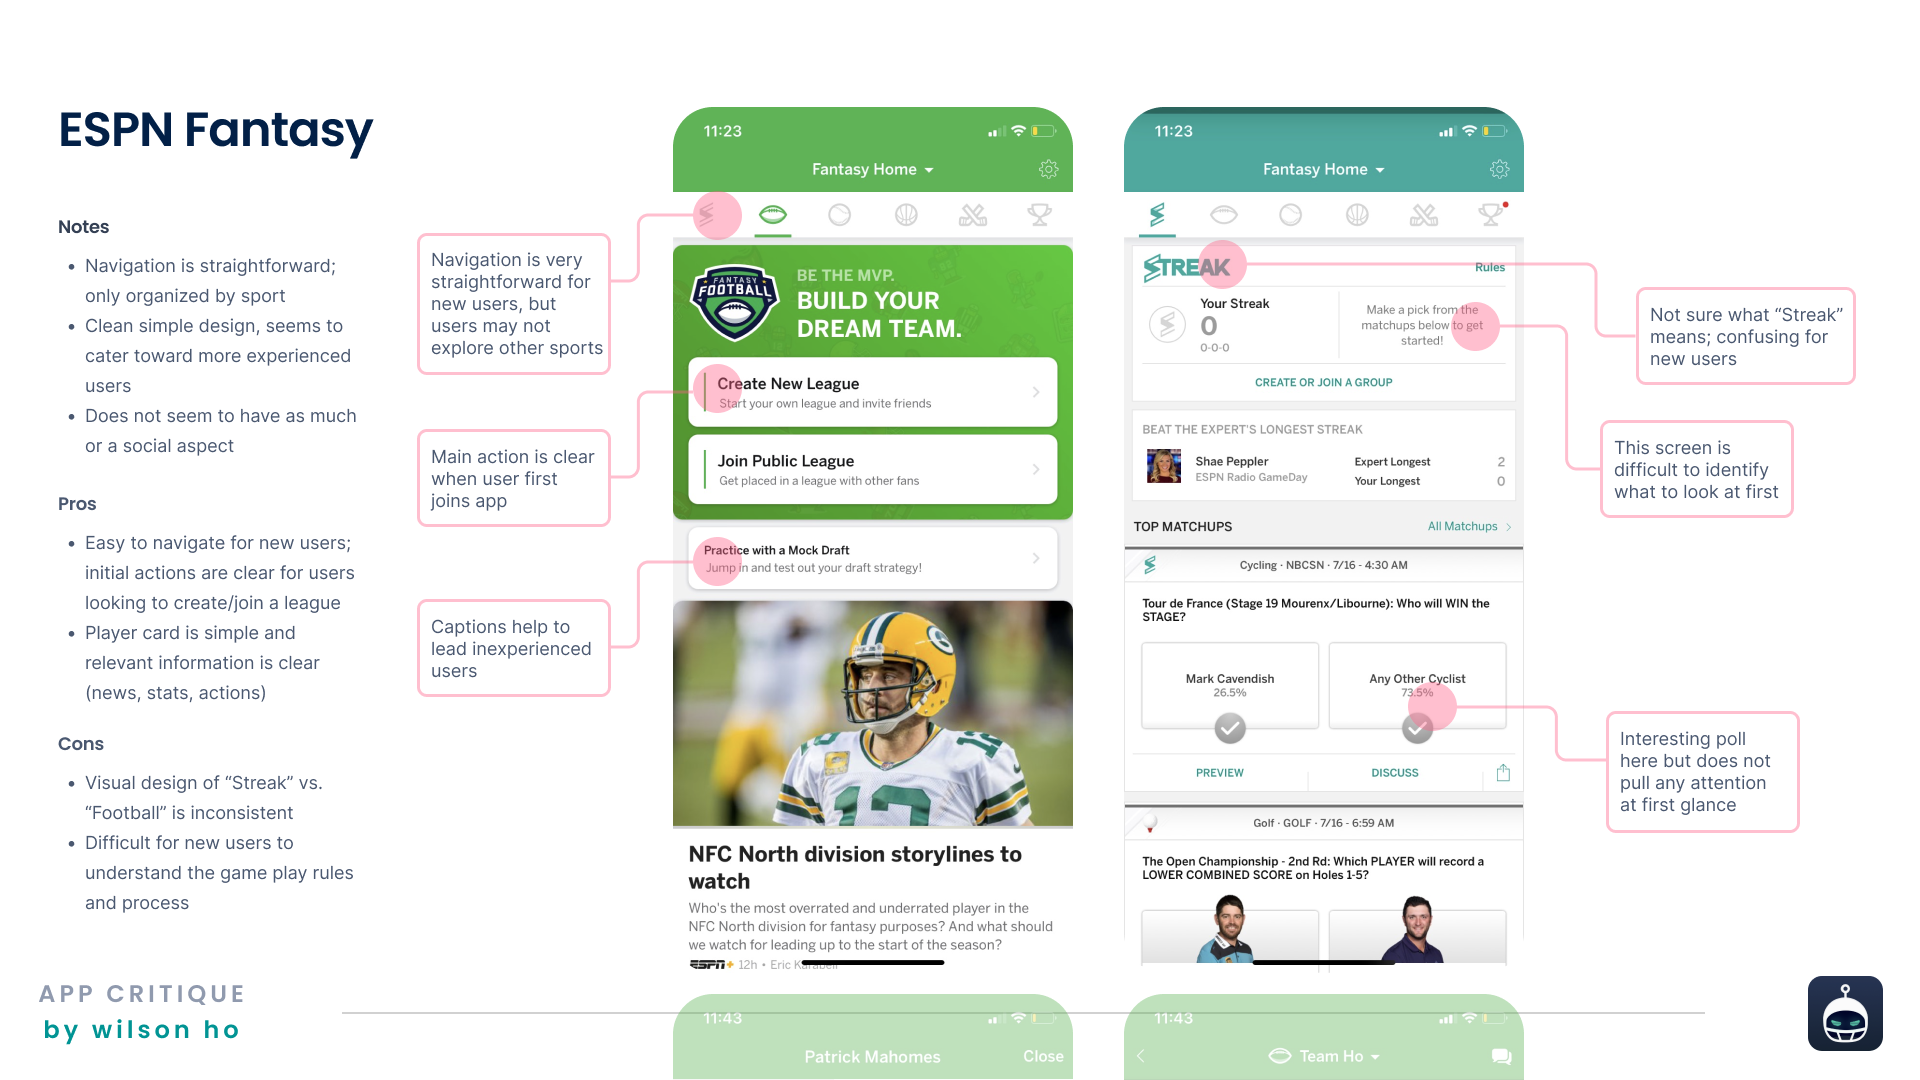 ESPN Fantasy
Notes
• Navigation is straightforward;
only organized by sport
• Clean simple design, seems to
cater toward more experienced
users
• Does not seem to have as much
or a social aspect
Pros
• Easy to navigate for new users;
initial actions are clear for users
looking to create/join a league
• Player card is simple and
relevant information is clear
(news, stats, actions)
Cons
• Visual design of “Streak” vs.
“Football” is inconsistent
• Difficult for new users to
understand the game play rules
and process
Navigation is very
straightforward for
new users, but
users may not
explore other sports
Main action is clear
when user first
joins app
Captions help to
lead inexperienced
users
11:23
Fantasy Home
FANTASY
FOOTBALL
BE THE MVP.
BUILD YOUR
DREAM TEAM.
Create New League
Start your own league and invite friends
Join Public League
Get placed in a league with other fans
Practice with a Mock Draft
Jump in and test out your draft strategy!
12
NFC North division storylines to
watch
Who's the most overrated and underrated player in the
NFC North division for fantasy purposes? And what should
we watch for leading up to the start of the season?
ESPN+ 12h • Eric Karabell
11:23
Fantasy Home
STREAK
Rules
Your Streak
0
0-0-0
Make a pick from the
matchups below to get
started!
CREATE OR JOIN A GROUP
BEAT THE EXPERT'S LONGEST STREAK
Shae Peppler
ESPN Radio GameDay
Expert Longest 2
Your Longest 0
TOP MATCHUPS
All Matchups
Cycling · NBCSN · 7/16 - 4:30 AM
Tour de France (Stage 19 Mourenx/Libourne): Who will WIN the
STAGE?
Mark Cavendish
26.5%
Any Other Cyclist
73.5%
PREVIEW
DISCUSS
Golf · GOLF · 7/16 - 6:59 AM
The Open Championship - 2nd Rd: Which PLAYER will record a
LOWER COMBINED SCORE on Holes 1-5?
Not sure what “Streak”
means; confusing for
new users
This screen is
difficult to identify
what to look at first
Interesting poll
here but does not
pull any attention
at first glance
APP CRITIQUE
by wilson ho
11:43
Patrick Mahomes
Close
11:43
Team Ho